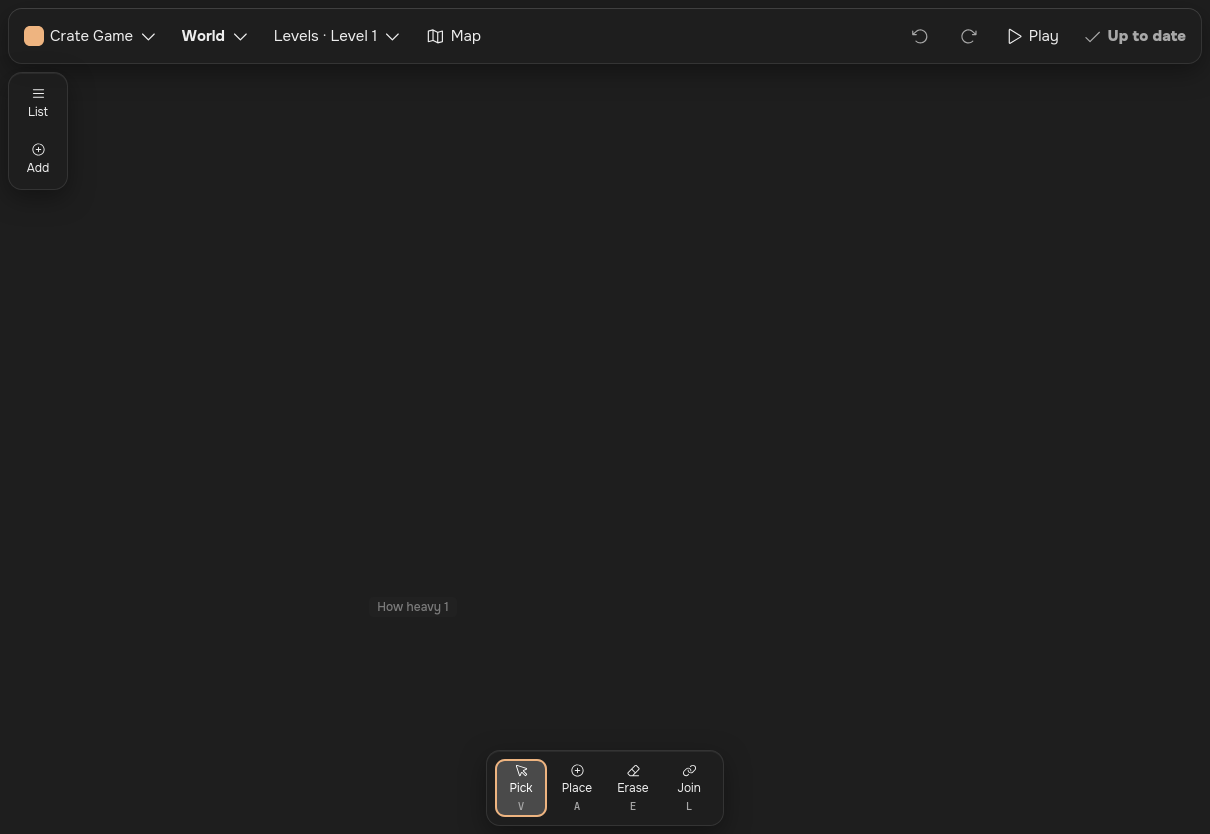 Crate Game
World
Levels · Level 1
Map
Play
Up to date
List
Add
How heavy 1
Pick
V
Place
A
Erase
E
Join
L